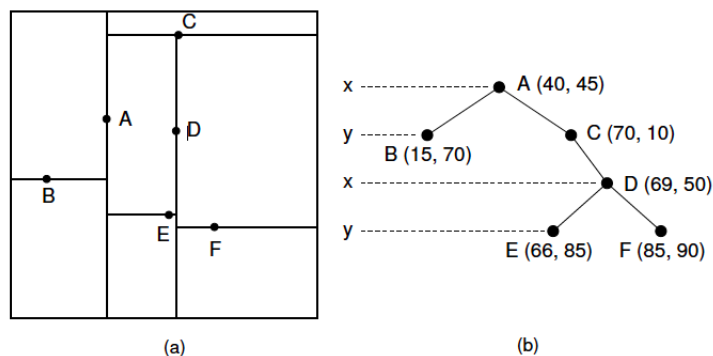 C
A
D
B
E
F
(a)
x
A (40, 45)
y
B (15, 70)
C (70, 10)
x
D (69, 50)
y
E (66, 85)
F (85, 90)
(b)